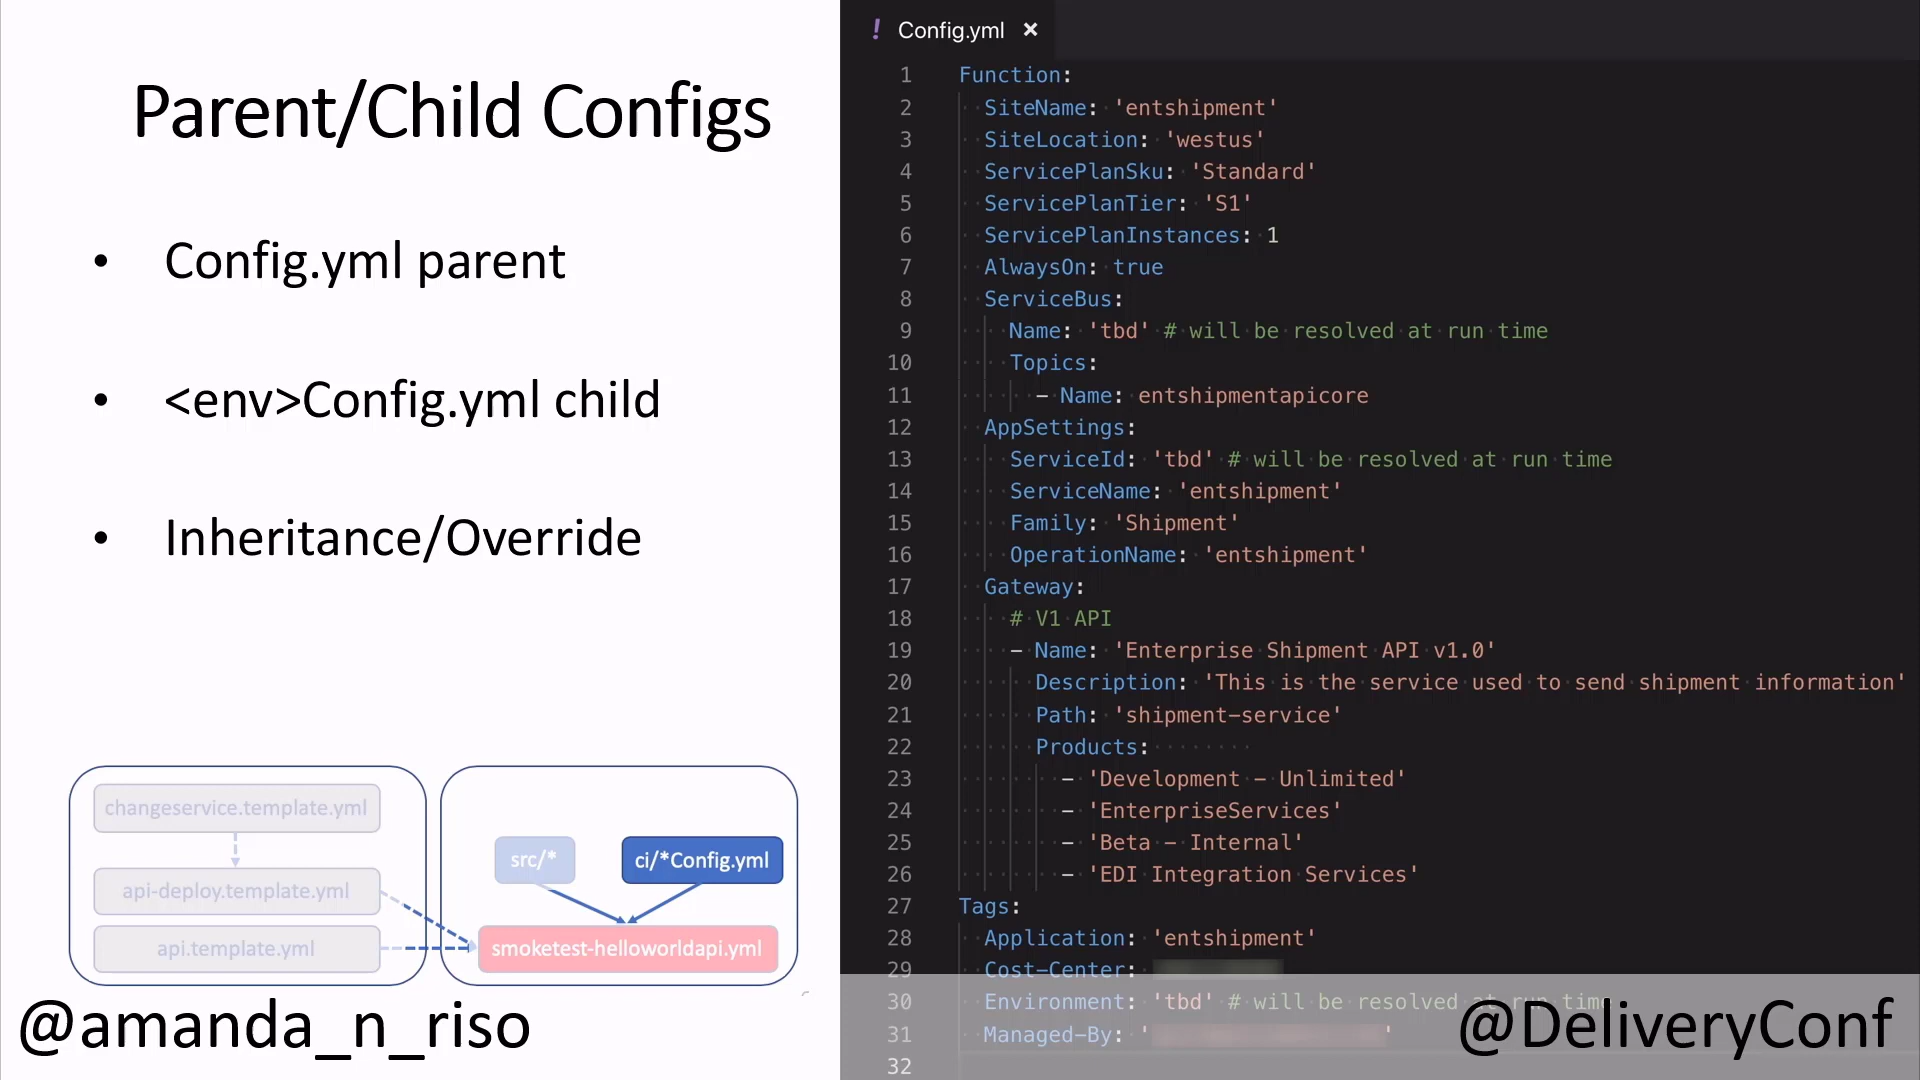 Parent/Child Configs
• Config.yml parent
• <env>Config.yml child
• Inheritance/Override
changeservice.template.yml
api-deploy.template.yml
api.template.yml
src/*
ci/*Config.yml
smoketest-helloworldapi.yml
@amanda_n_riso
! Config.yml ×
1 Function:
2   SiteName: 'entshipment'
3   SiteLocation: 'westus'
4   ServicePlanSku: 'Standard'
5   ServicePlanTier: 'S1'
6   ServicePlanInstances: 1
7   AlwaysOn: true
8   ServiceBus:
9     Name: 'tbd' # will be resolved at run time
10     Topics:
11       - Name: entshipmentapicore
12   AppSettings:
13     ServiceId: 'tbd' # will be resolved at run time
14     ServiceName: 'entshipment'
15     Family: 'Shipment'
16     OperationName: 'entshipment'
17   Gateway:
18     # V1 API
19     - Name: 'Enterprise Shipment API v1.0'
20       Description: 'This is the service used to send shipment information'
21       Path: 'shipment-service'
22       Products:
23         - 'Development - Unlimited'
24         - 'EnterpriseServices'
25         - 'Beta - Internal'
26         - 'EDI Integration Services'
27 Tags:
28   Application: 'entshipment'
29   Cost-Center:
30   Environment: 'tbd' # will be resolved at run time
31   Managed-By: ' '
32
@DeliveryConf